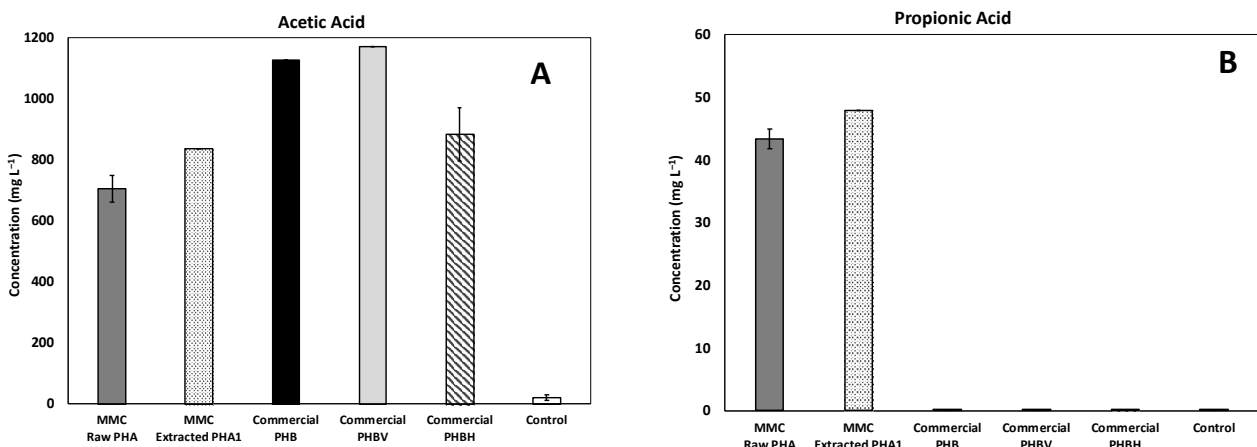 Acetic Acid
A
Concentration (mg L⁻¹)
1200
1000
800
600
400
200
0
MMC
Raw PHA
MMC
Extracted PHA1
Commercial
PHB
Commercial
PHBV
Commercial
PHBH
Control
Propionic Acid
B
Concentration (mg L⁻¹)
60
50
40
30
20
10
0
MMC
Raw PHA
MMC
Extracted PHA1
Commercial
PHB
Commercial
PHBV
Commercial
PHBH
Control